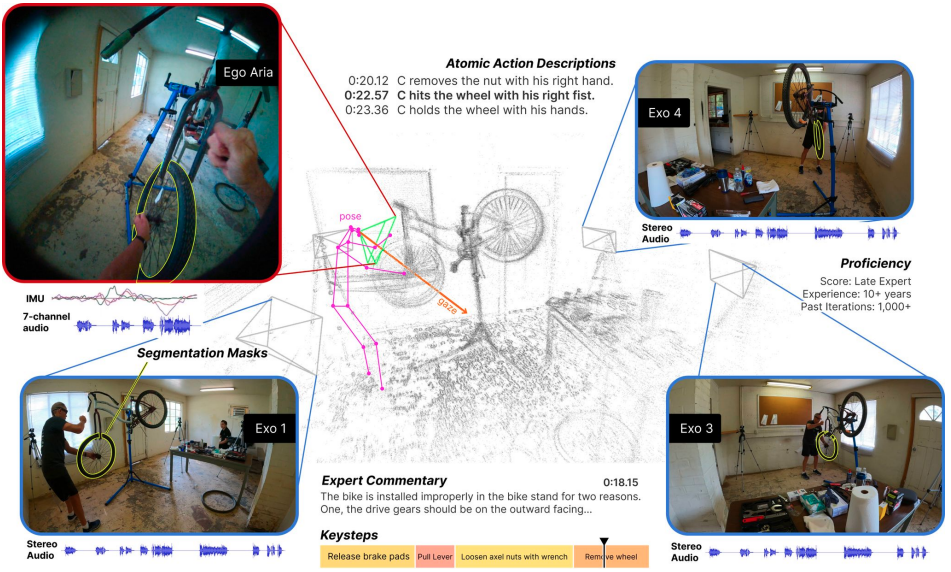 Ego Aria
IMU
7-channel
audio
Segmentation Masks
Exo 1
Stereo
Audio
Atomic Action Descriptions
0:20.12 C removes the nut with his right hand.
0:22.57 C hits the wheel with his right fist.
0:23.36 C holds the wheel with his hands.
pose
gaze
Exo 4
Stereo
Audio
Proficiency
Score: Late Expert
Experience: 10+ years
Past Iterations: 1,000+
Exo 3
Stereo
Audio
Expert Commentary 0:18.15
The bike is installed improperly in the bike stand for two reasons.
One, the drive gears should be on the outward facing...
Keysteps
Release brake pads Pull Lever Loosen axel nuts with wrench Remove wheel